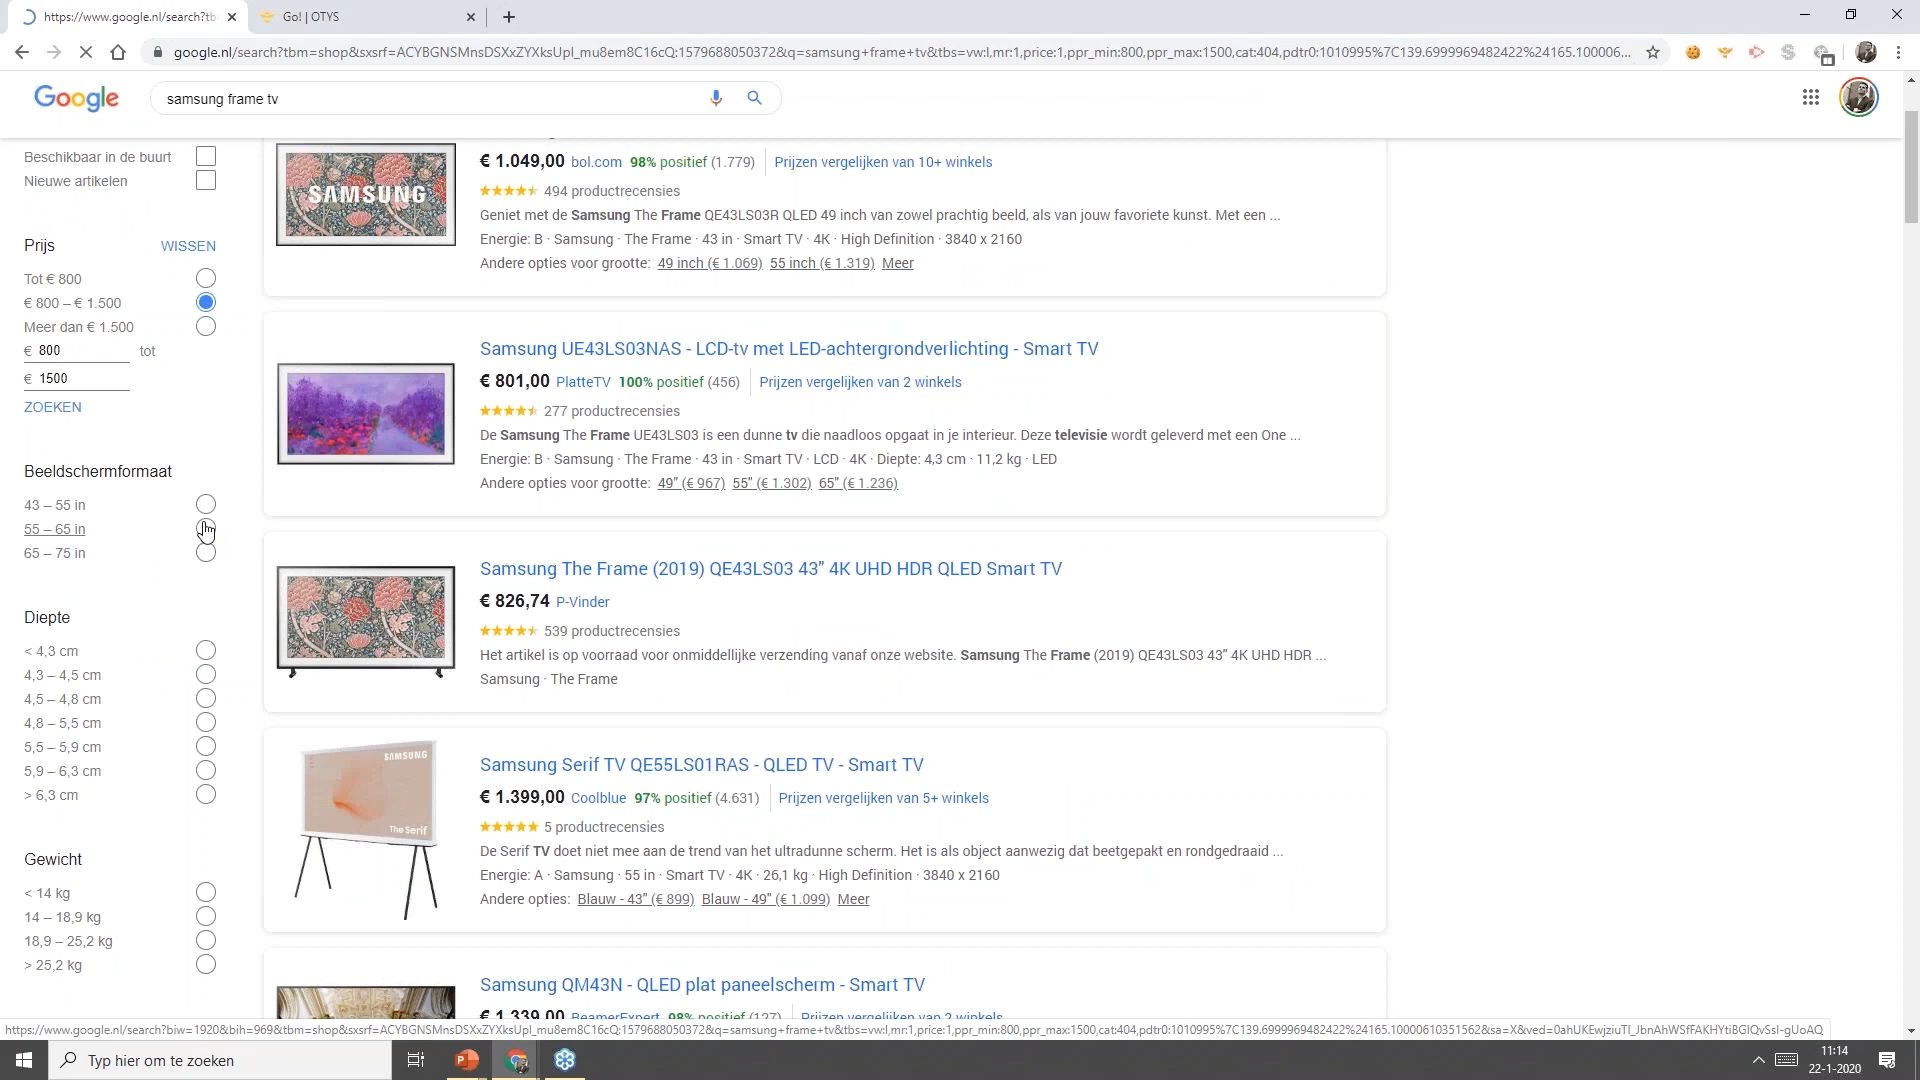 https://www.google.nl/search?tb
Go! | OTYS
google.nl/search?tbm=shop&sxsrf=ACYBGNSMnsDSXxZYXksUpI_mu8em8C16cQ:1579688050372&q=samsung+frame+tv&tbs=vw:l,mr:1,price:1,ppr_min:800,ppr_max:1500,cat:404,pdtr0:1010995%7C139.6999969482422%24165.100006...
Google
samsung frame tv
Beschikbaar in de buurt
Nieuwe artikelen
Prijs WISSEN
Tot € 800
€ 800 – € 1.500
Meer dan € 1.500
€ 800 tot
€ 1500
ZOEKEN
Beeldschermformaat
43 – 55 in
55 – 65 in
65 – 75 in
Diepte
< 4,3 cm
4,3 – 4,5 cm
4,5 – 4,8 cm
4,8 – 5,5 cm
5,5 – 5,9 cm
5,9 – 6,3 cm
> 6,3 cm
Gewicht
< 14 kg
14 – 18,9 kg
18,9 – 25,2 kg
> 25,2 kg
SAMSUNG
€ 1.049,00 bol.com 98% positief (1.779) Prijzen vergelijken van 10+ winkels
494 productrecensies
Geniet met de Samsung The Frame QE43LS03R QLED 49 inch van zowel prachtig beeld, als van jouw favoriete kunst. Met een ...
Energie: B · Samsung · The Frame · 43 in · Smart TV · 4K · High Definition · 3840 x 2160
Andere opties voor grootte: 49 inch (€ 1.069) 55 inch (€ 1.319) Meer
Samsung UE43LS03NAS - LCD-tv met LED-achtergrondverlichting - Smart TV
€ 801,00 PlatteTV 100% positief (456) Prijzen vergelijken van 2 winkels
277 productrecensies
De Samsung The Frame UE43LS03 is een dunne tv die naadloos opgaat in je interieur. Deze televisie wordt geleverd met een One ...
Energie: B · Samsung · The Frame · 43 in · Smart TV · LCD · 4K · Diepte: 4,3 cm · 11,2 kg · LED
Andere opties voor grootte: 49" (€ 967) 55" (€ 1.302) 65" (€ 1.236)
Samsung The Frame (2019) QE43LS03 43” 4K UHD HDR QLED Smart TV
€ 826,74 P-Vinder
539 productrecensies
Het artikel is op voorraad voor onmiddellijke verzending vanaf onze website. Samsung The Frame (2019) QE43LS03 43” 4K UHD HDR ...
Samsung · The Frame
SAMSUNG
The Serif
Samsung Serif TV QE55LS01RAS - QLED TV - Smart TV
€ 1.399,00 Coolblue 97% positief (4.631) Prijzen vergelijken van 5+ winkels
5 productrecensies
De Serif TV doet niet mee aan de trend van het ultradunne scherm. Het is als object aanwezig dat beetgepakt en rondgedraaid ...
Energie: A · Samsung · 55 in · Smart TV · 4K · 26,1 kg · High Definition · 3840 x 2160
Andere opties: Blauw - 43" (€ 899) Blauw - 49" (€ 1.099) Meer
Samsung QM43N - QLED plat paneelscherm - Smart TV
€ 1.339,00 BeamerExpert 98% positief (127) Prijzen vergelijken van 2 winkels
https://www.google.nl/search?biw=1920&bih=969&tbm=shop&sxsrf=ACYBGNSMnsDSXxZYXksUpI_mu8em8C16cQ:1579688050372&q=samsung+frame+tv&tbs=vw:l,mr:1,price:1,ppr_min:800,ppr_max:1500,cat:404,pdtr0:1010995%7C139.6999969482422%24165.10000610351562&sa=X&ved=0ahUKEwjziuTl_JbnAhWSfFAKHYtiBGIQvSsI-gUoAQ
Typ hier om te zoeken
11:14
22-1-2020